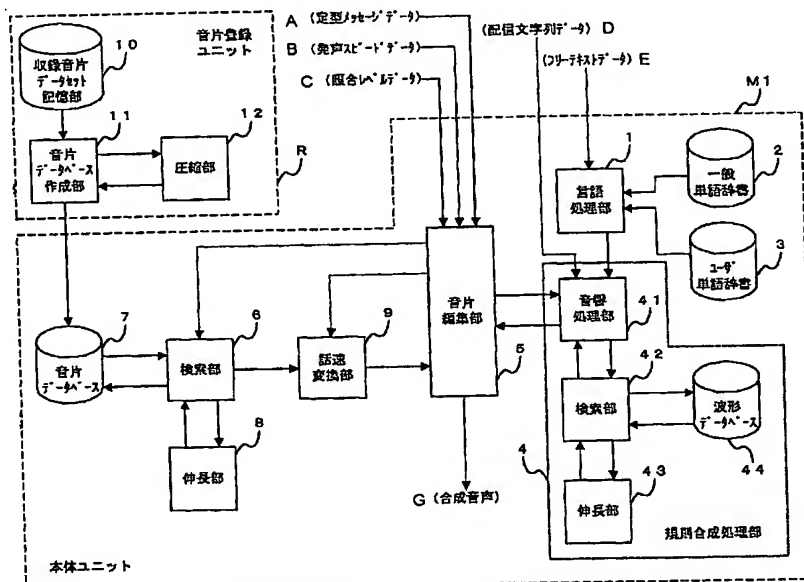 音片登録
ユニット
10
収録音片
データセット
記憶部
11
音片
データベース
作成部
12
圧縮部
R
A (定型メッセージデータ)
B (発声スピードデータ)
C (照合レベルデータ)
(配信文字列データ) D
(フリーテキストデータ) E
M1
1
言語
処理部
2
一般
単語辞書
3
ユーザ
単語辞書
音片
編集部
5
音響
処理部
41
7
音片
データベース
6
検索部
9
話速
変換部
8
伸長部
42
検索部
波形
データベース
44
4
43
伸長部
規則合成処理部
G (合成音声)
本体ユニット